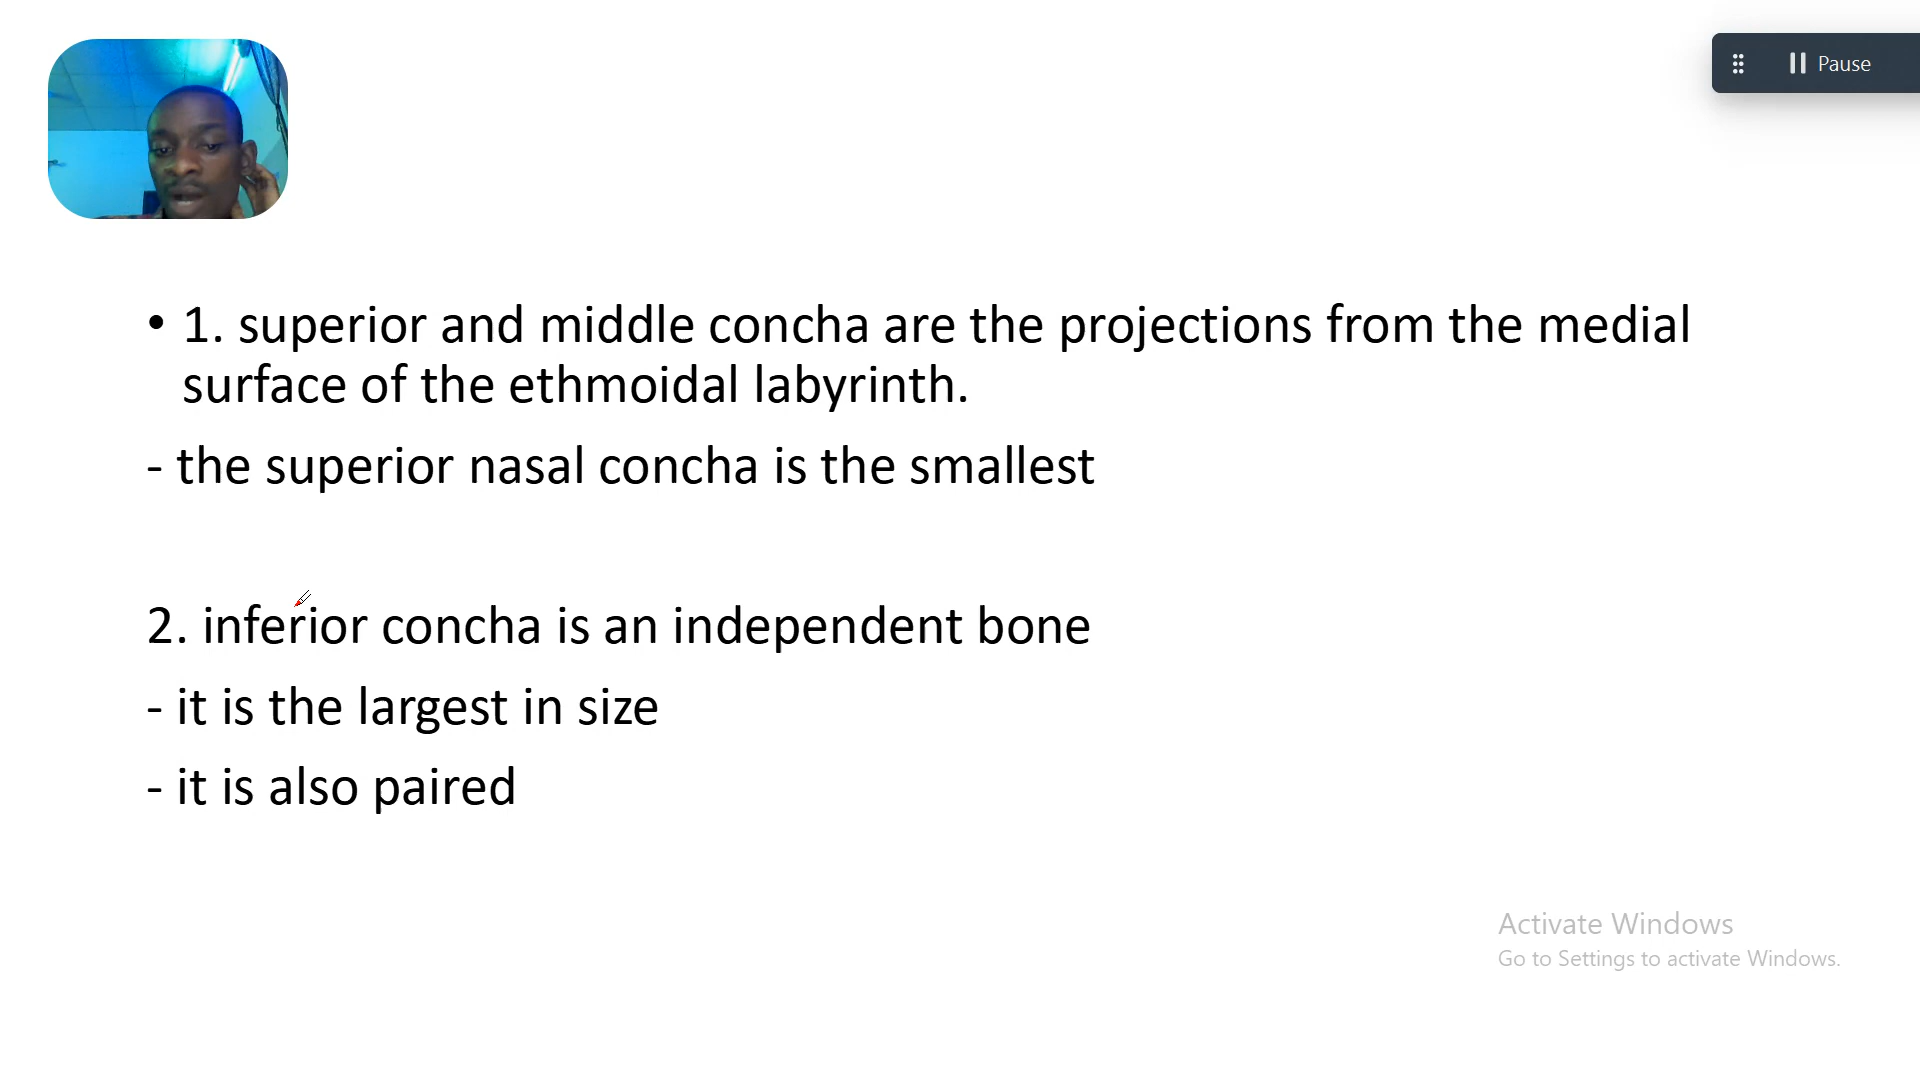 Pause
• 1. superior and middle concha are the projections from the medial
surface of the ethmoidal labyrinth.
- the superior nasal concha is the smallest
2. inferior concha is an independent bone
- it is the largest in size
- it is also paired
Activate Windows
Go to Settings to activate Windows.